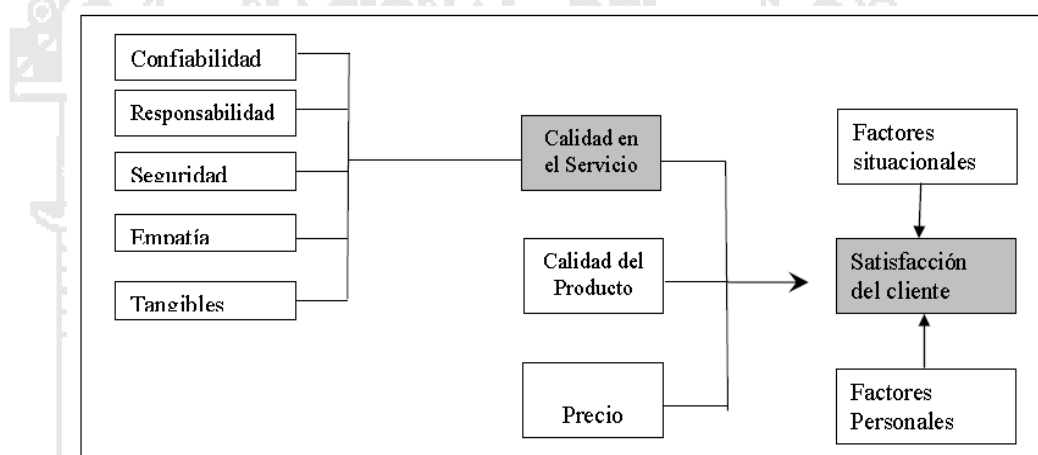 Confiabilidad
Responsabilidad
Seguridad
Empatía
Tangibles
Calidad en
el Servicio
Calidad del
Producto
Precio
Factores
situacionales
Satisfacción
del cliente
Factores
Personales